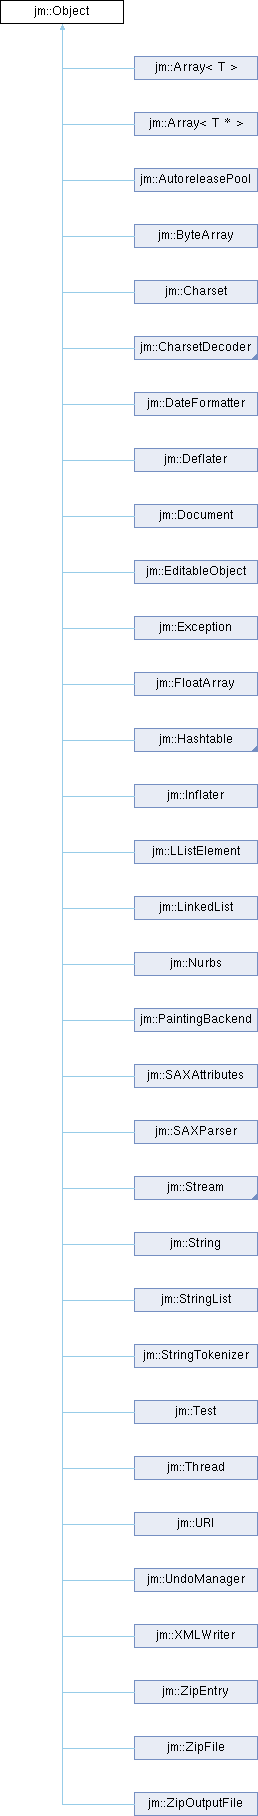 jm::Object
jm::Array< T >
jm::Array< T * >
jm::AutoreleasePool
jm::ByteArray
jm::Charset
jm::CharsetDecoder
jm::DateFormatter
jm::Deflater
jm::Document
jm::EditableObject
jm::Exception
jm::FloatArray
jm::Hashtable
jm::Inflater
jm::LListElement
jm::LinkedList
jm::Nurbs
jm::PaintingBackend
jm::SAXAttributes
jm::SAXParser
jm::Stream
jm::String
jm::StringList
jm::StringTokenizer
jm::Test
jm::Thread
jm::URI
jm::UndoManager
jm::XMLWriter
jm::ZipEntry
jm::ZipFile
jm::ZipOutputFile